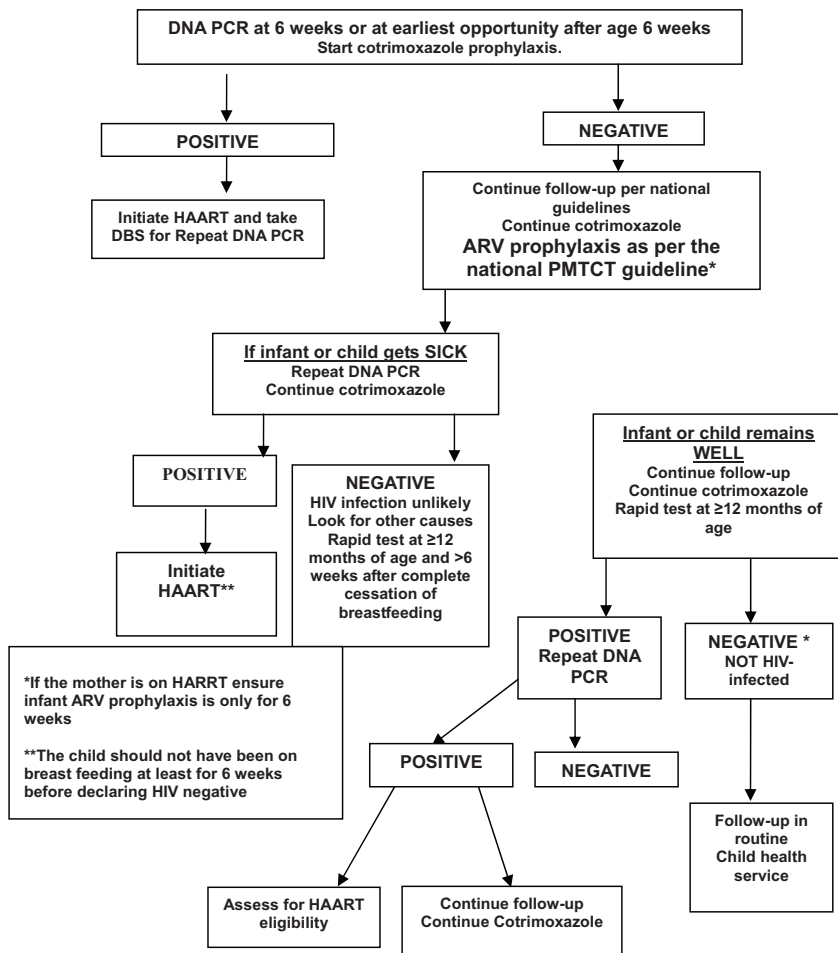 DNA PCR at 6 weeks or at earliest opportunity after age 6 weeks
Start cotrimoxazole prophylaxis.
POSITIVE
NEGATIVE
Initiate HAART and take
DBS for Repeat DNA PCR
Continue follow-up per national
guidelines
Continue cotrimoxazole
ARV prophylaxis as per the
national PMTCT guideline*
If infant or child gets SICK
Repeat DNA PCR
Continue cotrimoxazole
Infant or child remains
WELL
Continue follow-up
Continue cotrimoxazole
Rapid test at ≥12 months of
age
POSITIVE
NEGATIVE
HIV infection unlikely
Look for other causes
Rapid test at ≥12
months of age and >6
weeks after complete
cessation of
breastfeeding
Initiate
HAART**
POSITIVE
Repeat DNA
PCR
NEGATIVE *
NOT HIV-
infected
*If the mother is on HARRT ensure
infant ARV prophylaxis is only for 6
weeks
**The child should not have been on
breast feeding at least for 6 weeks
before declaring HIV negative
POSITIVE
NEGATIVE
Follow-up in
routine
Child health
service
Assess for HAART
eligibility
Continue follow-up
Continue Cotrimoxazole